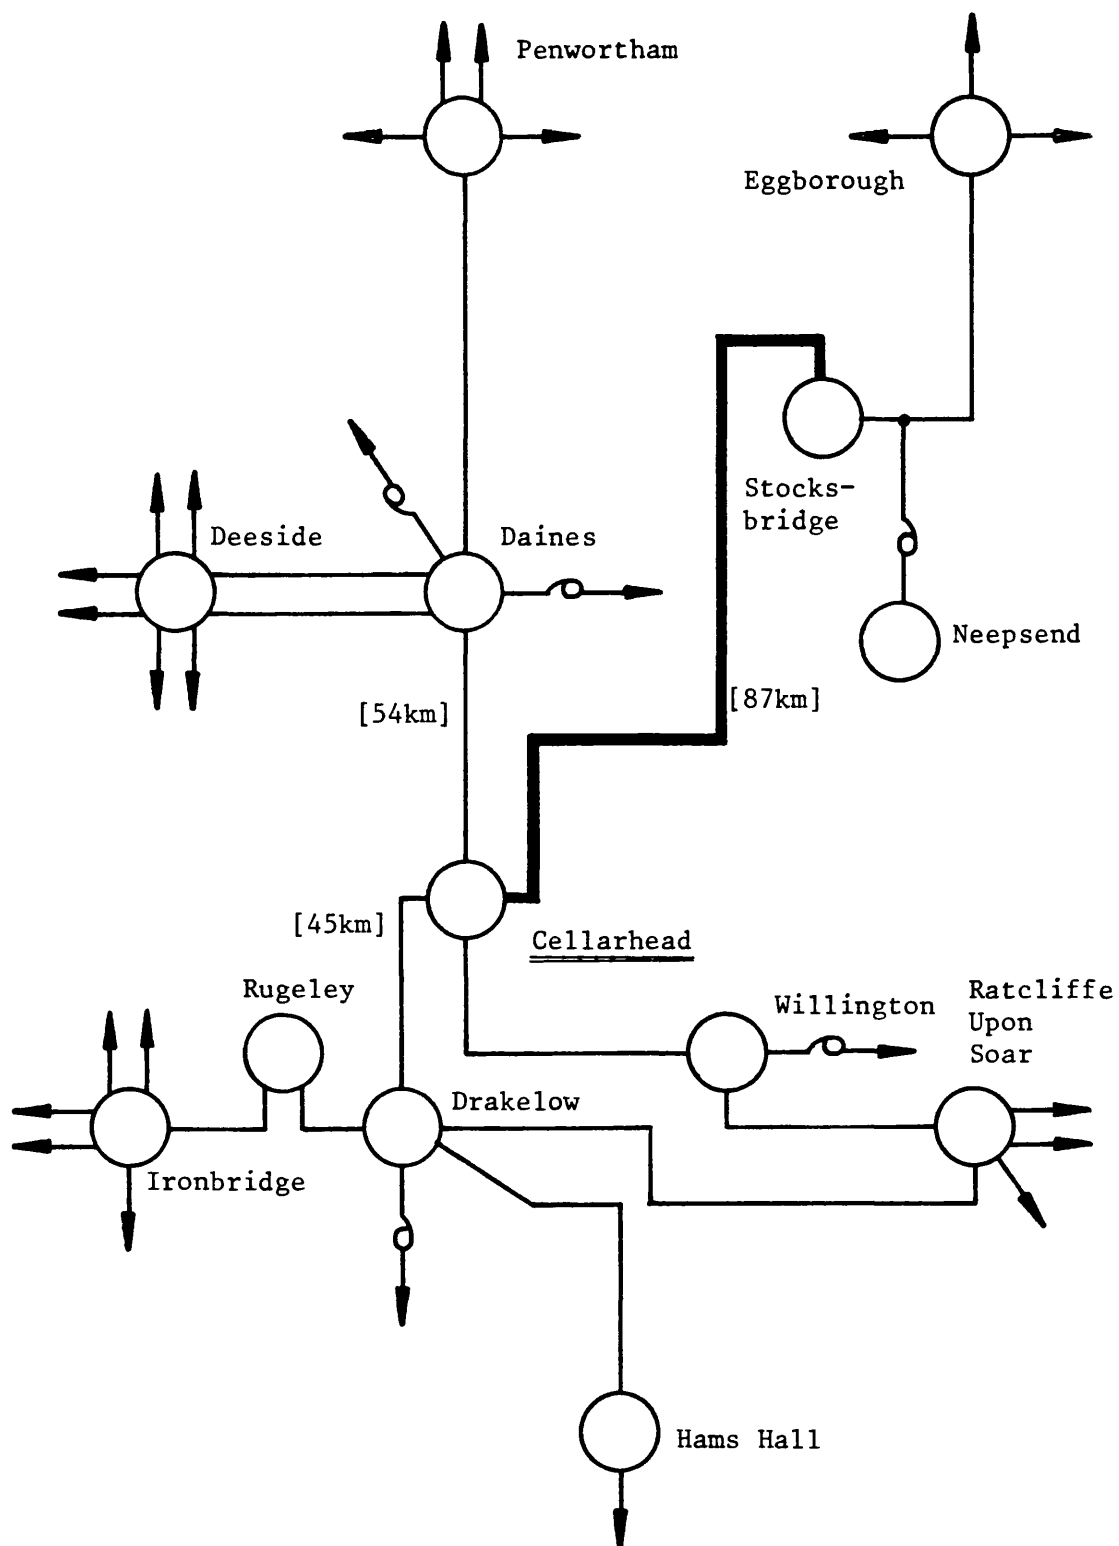 Penwortham
Eggborough
Stocks-
bridge
Deeside
Daines
Neepsend
[54km]
[87km]
[45km]
Cellarhead
Rugeley
Willington
Ratcliffe
Upon
Soar
Drakelow
Ironbridge
Hams Hall